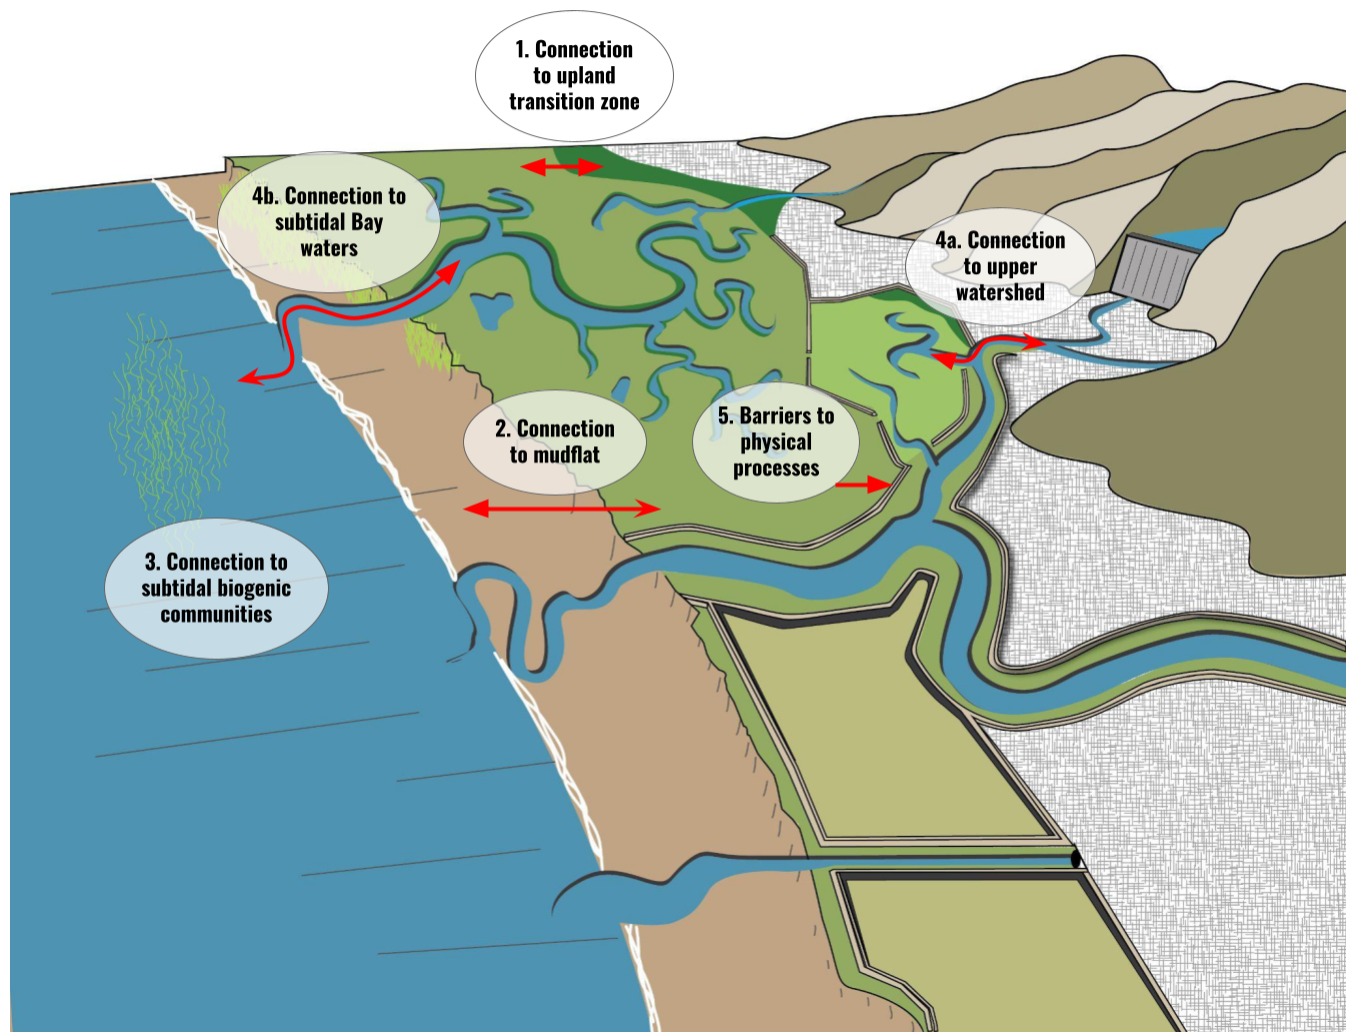 1. Connection
to upland
transition zone
4b. Connection to
subtidal Bay
waters
4a. Connection
to upper
watershed
2. Connection
to mudflat
5. Barriers to
physical
processes
3. Connection to
subtidal biogenic
communities